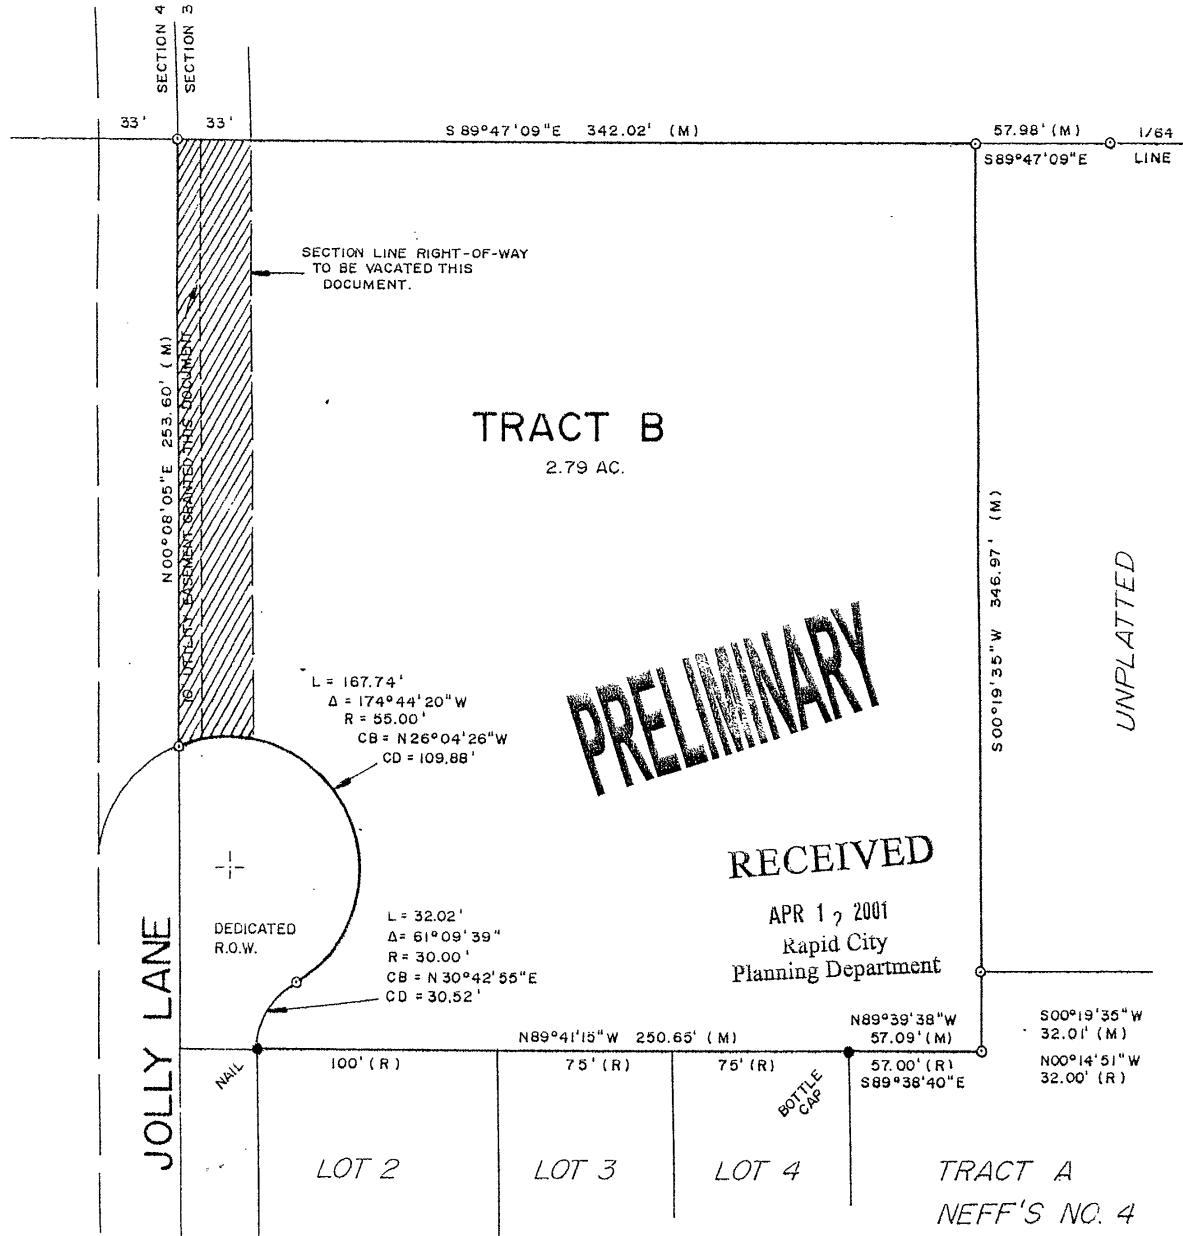 SECTION 4
SECTION 3
33'
33'
S 89°47'09"E 342.02' (M)
57.98' (M)
1/64
S89°47'09"E
LINE
SECTION LINE RIGHT-OF-WAY
TO BE VACATED THIS
DOCUMENT.
N00°08'05"E 253.60' (M)
10' UTILITY EASEMENT GRANTED THIS DOCUMENT
TRACT B
2.79 AC.
S00°19'35"W 346.97' (M)
UNPLATTED
PRELIMINARY
L = 167.74'
Δ = 174°44'20"W
R = 55.00'
CB = N26°04'26"W
CD = 109.88'
RECEIVED
APR 12 2001
Rapid City
Planning Department
DEDICATED
R.O.W.
L = 32.02'
Δ= 61°09'39"
R = 30.00'
CB = N30°42'55"E
CD = 30.52'
JOLLY LANE
N89°41'15"W 250.65' (M)
N89°39'38"W
57.09' (M)
S00°19'35"W
32.01' (M)
N00°14'51"W
32.00' (R)
NAIL
100' (R)
75' (R)
75' (R)
57.00' (R)
S89°38'40"E
BOTTLE
CAP
LOT 2
LOT 3
LOT 4
TRACT A
NEFF'S NO. 4